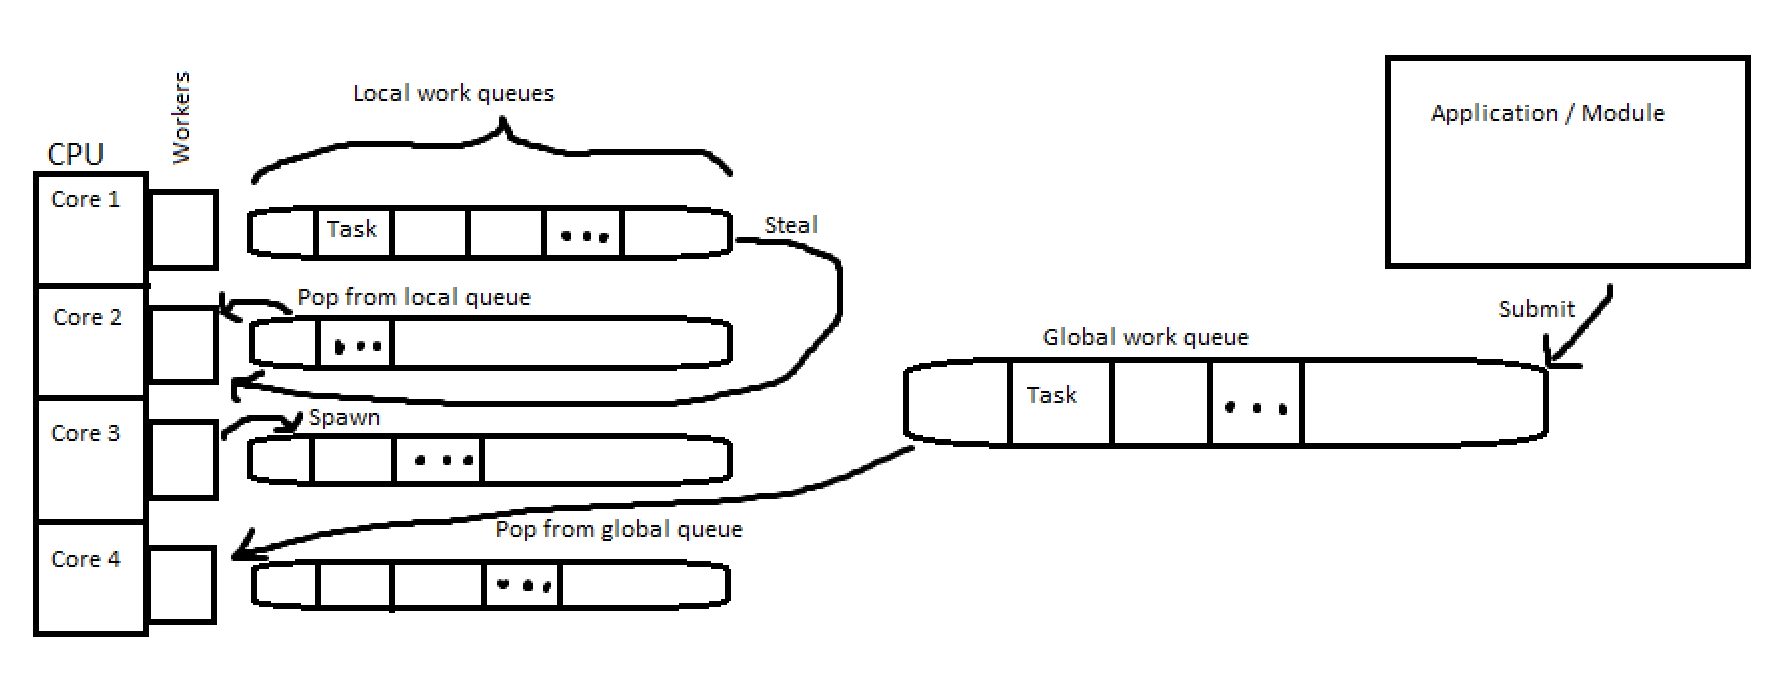 Workers
Local work queues
CPU
Application / Module
Core 1
Task
• • •
Steal
Core 2
Pop from local queue
• • •
Submit
Global work queue
Task
• • •
Core 3
Spawn
• • •
Pop from global queue
Core 4
• • •